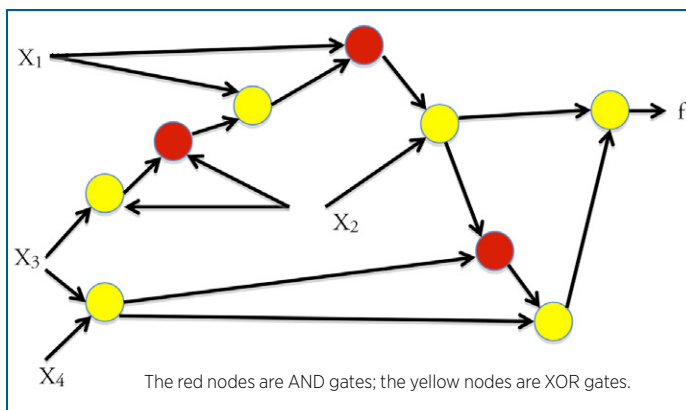 X1
f
X2
X3
X4
The red nodes are AND gates; the yellow nodes are XOR gates.